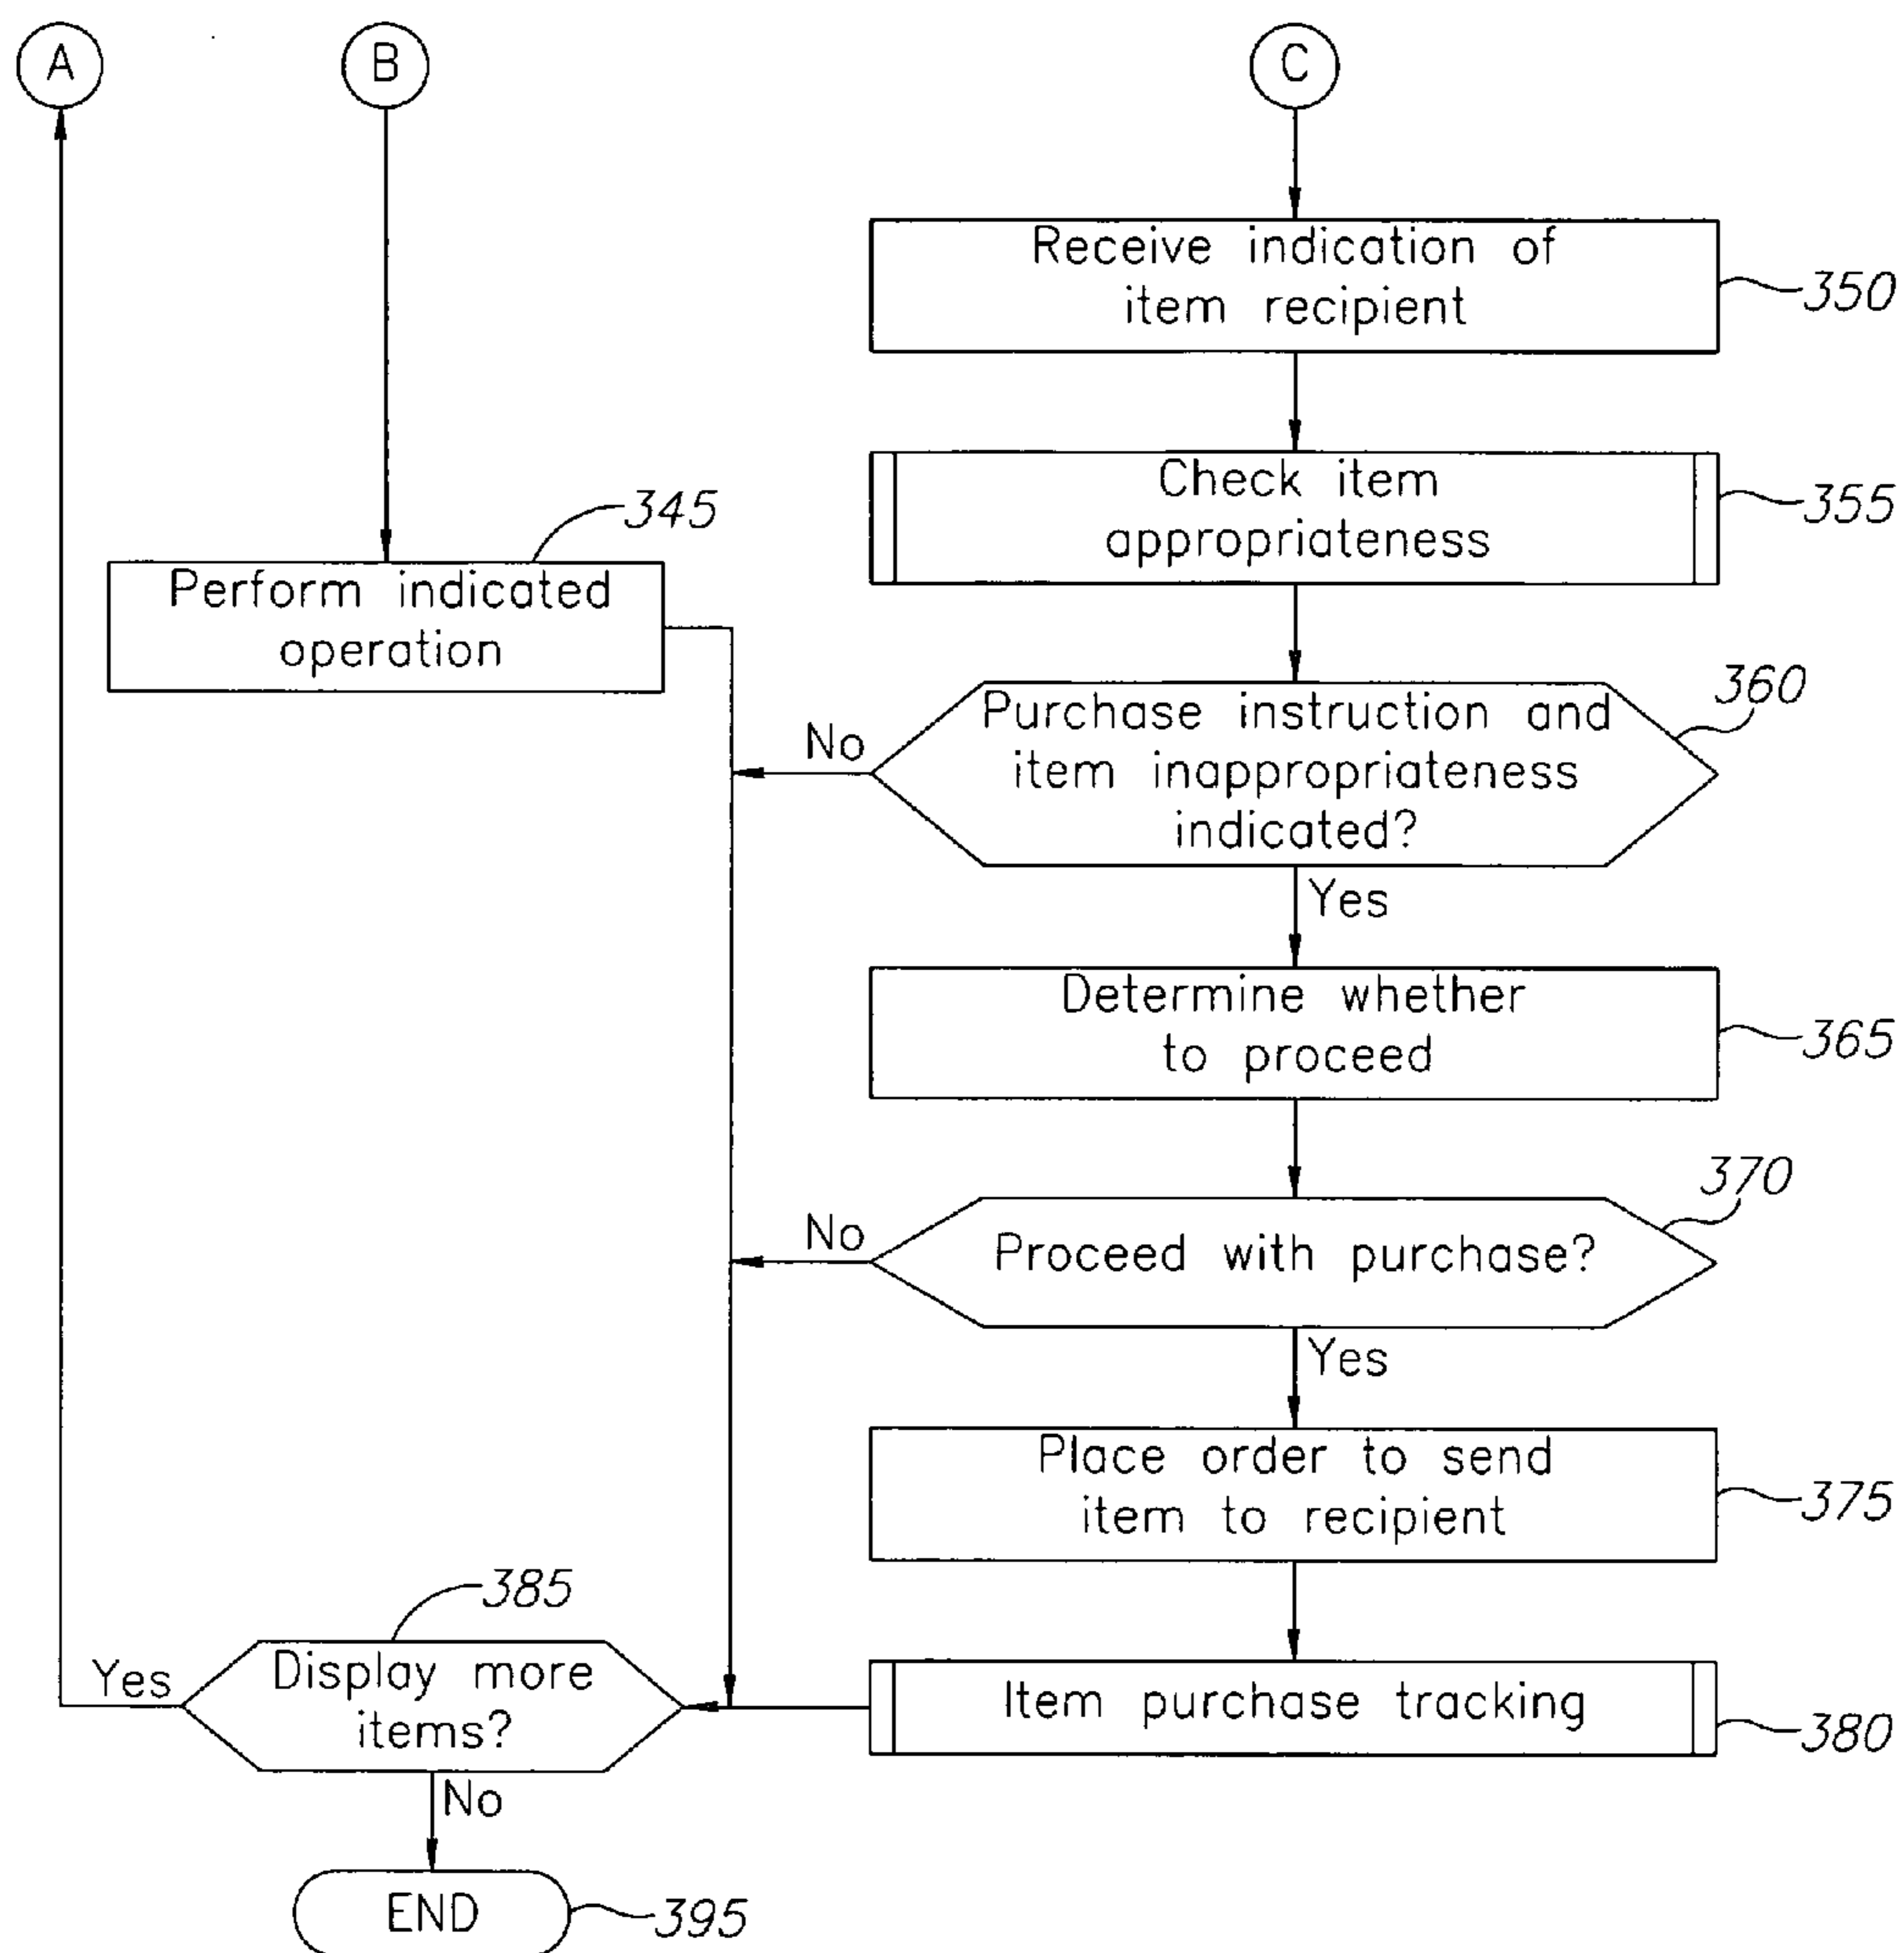 A
B
C
Receive indication of
item recipient
350
Check item
appropriateness
355
345
Perform indicated
operation
360
Purchase instruction and
item inappropriateness
indicated?
No
Yes
Determine whether
to proceed
365
370
Proceed with purchase?
No
Yes
Place order to send
item to recipient
375
385
Display more
items?
Yes
Item purchase tracking
380
No
END
395